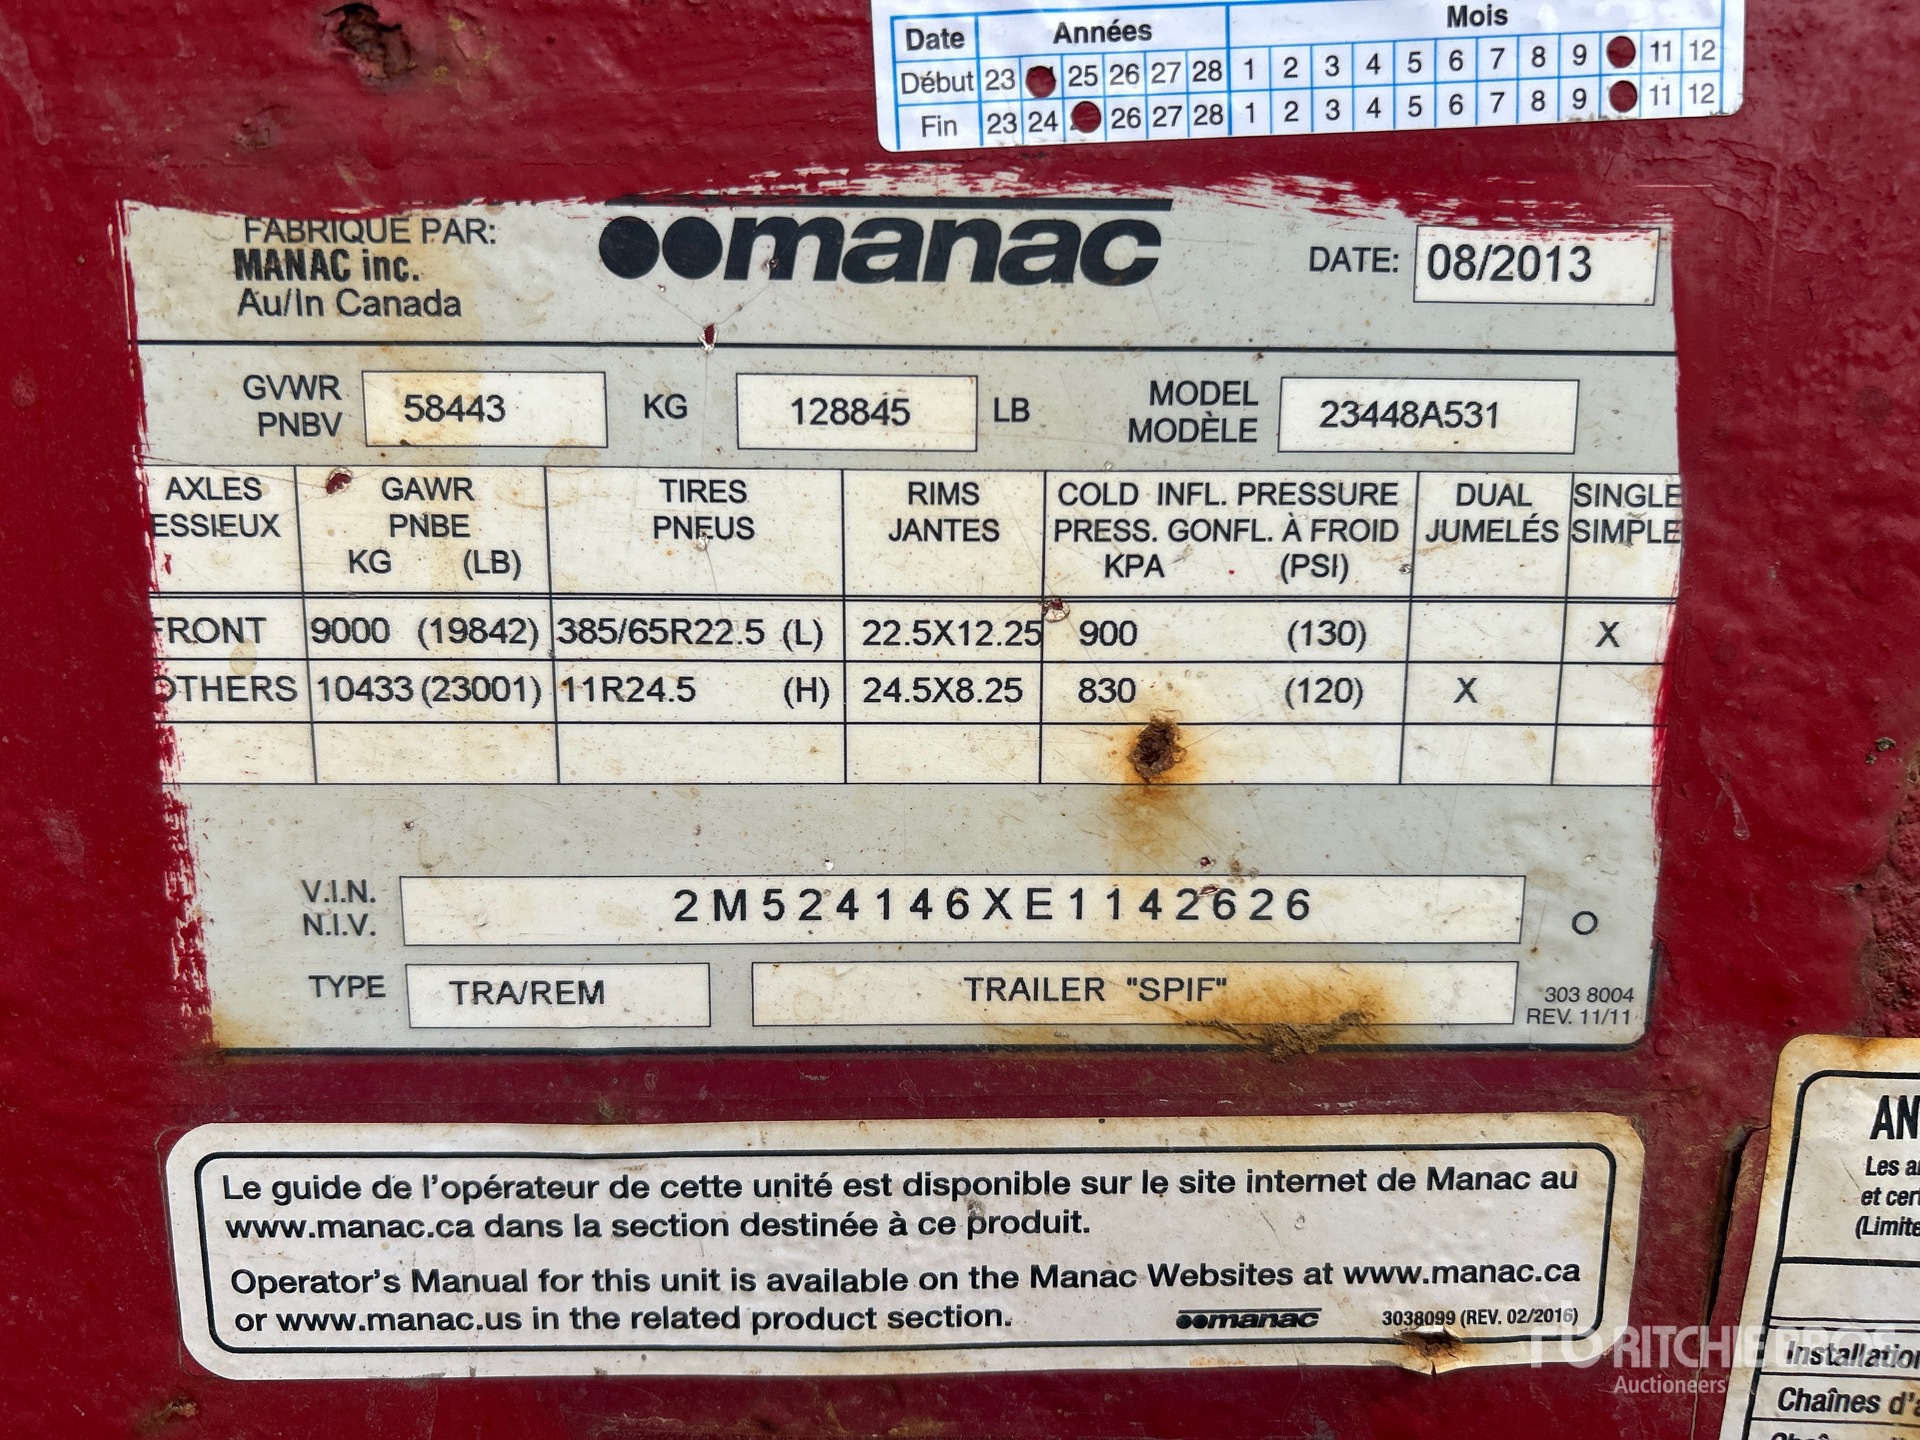 Date Années Mois
Début 23 25 26 27 28 1 2 3 4 5 6 7 8 9 11 12
Fin 23 24 26 27 28 1 2 3 4 5 6 7 8 9 11 12
FABRIQUE PAR:
MANAC inc.
Au/In Canada
manac
DATE: 08/2013
GVWR
PNBV
58443 KG 128845 LB
MODEL
MODÈLE
23448A531
AXLES GAWR TIRES RIMS COLD INFL. PRESSURE DUAL SINGLE
ESSIEUX PNBE PNEUS JANTES PRESS. GONFL. À FROID JUMELÉS SIMPLE
KG (LB) KPA (PSI)
FRONT 9000 (19842) 385/65R22.5 (L) 22.5X12.25 900 (130) X
OTHERS 10433 (23001) 11R24.5 (H) 24.5X8.25 830 (120) X
V.I.N.
N.I.V.
2M524146XE1142626
O
TYPE TRA/REM TRAILER "SPIF"
303 8004
REV. 11/11
Le guide de l'opérateur de cette unité est disponible sur le site internet de Manac au
www.manac.ca dans la section destinée à ce produit.
Operator's Manual for this unit is available on the Manac Websites at www.manac.ca
or www.manac.us in the related product section.
manac 3038099 (REV. 02/2016)
AN
Les a
et cert
(Limite
Installation
Chaînes d'a
rb RITCHIE BROS
Auctioneers